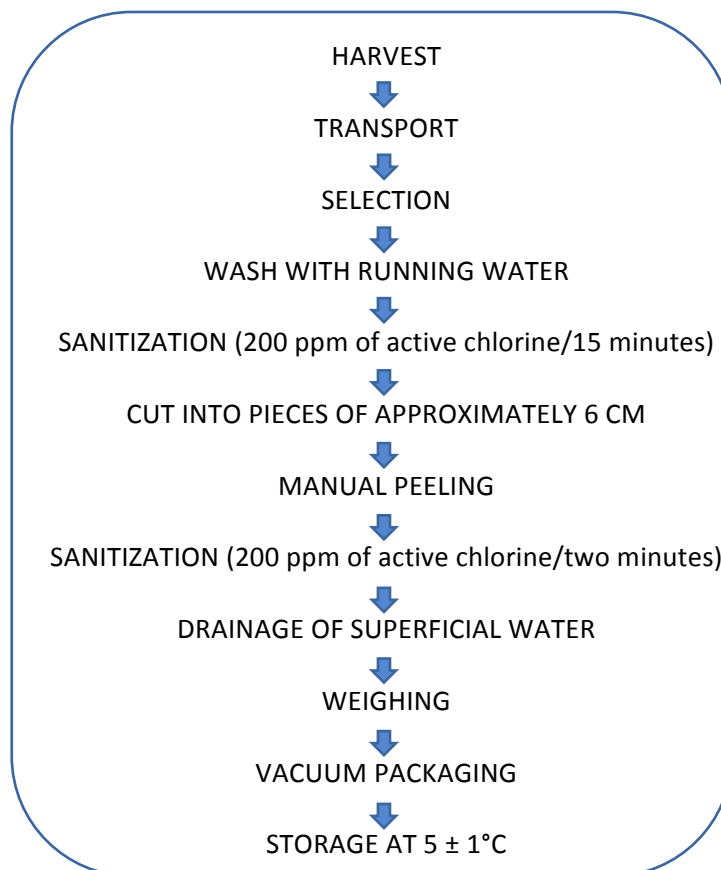 HARVEST
TRANSPORT
SELECTION
WASH WITH RUNNING WATER
SANITIZATION (200 ppm of active chlorine/15 minutes)
CUT INTO PIECES OF APPROXIMATELY 6 CM
MANUAL PEELING
SANITIZATION (200 ppm of active chlorine/two minutes)
DRAINAGE OF SUPERFICIAL WATER
WEIGHING
VACUUM PACKAGING
STORAGE AT 5 ± 1°C